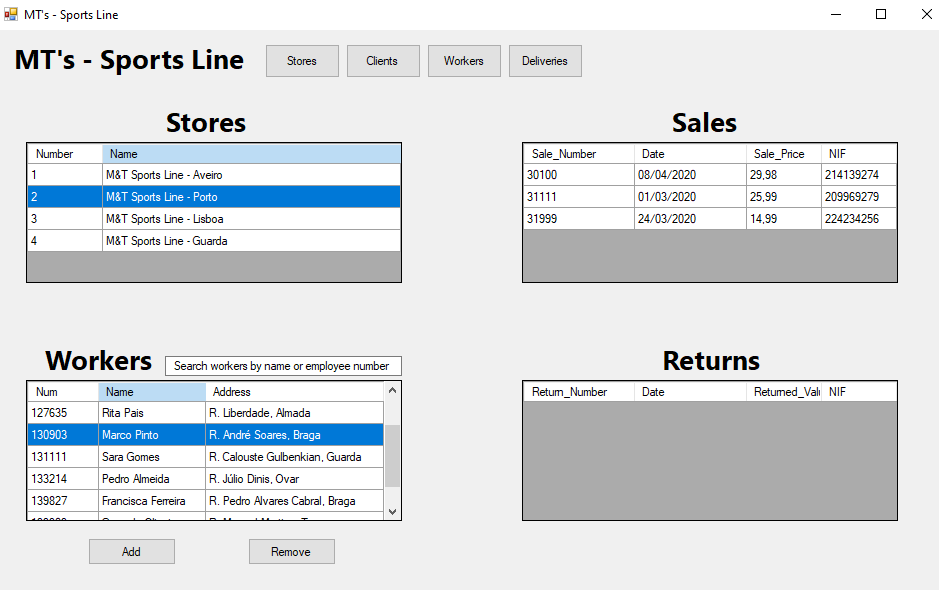 MT's - Sports Line
MT's - Sports Line
Stores
Clients
Workers
Deliveries
Stores
Number Name
1 M&T Sports Line - Aveiro
2 M&T Sports Line - Porto
3 M&T Sports Line - Lisboa
4 M&T Sports Line - Guarda
Sales
Sale_Number Date Sale_Price NIF
30100 08/04/2020 29,98 214139274
31111 01/03/2020 25,99 209969279
31999 24/03/2020 14,99 224234256
Workers
Search workers by name or employee number
Num Name Address
127635 Rita Pais R. Liberdade, Almada
130903 Marco Pinto R. André Soares, Braga
131111 Sara Gomes R. Calouste Gulbenkian, Guarda
133214 Pedro Almeida R. Júlio Dinis, Ovar
139827 Francisca Ferreira R. Pedro Alvares Cabral, Braga
Add
Remove
Returns
Return_Number Date Returned_Valu NIF